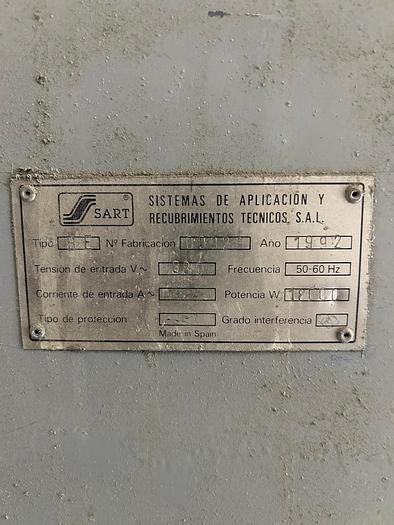 SART ®
SISTEMAS DE APLICACIÓN Y
RECUBRIMIENTOS TECNICOS, S.A.L.
Tipo Nº Fabricacion Año 1992
Tension de entrada V~ Frecuencia 50-60 Hz
Corriente de entrada A~ Potencia W.
Tipo de proteccion Grado interferencia
Made in Spain